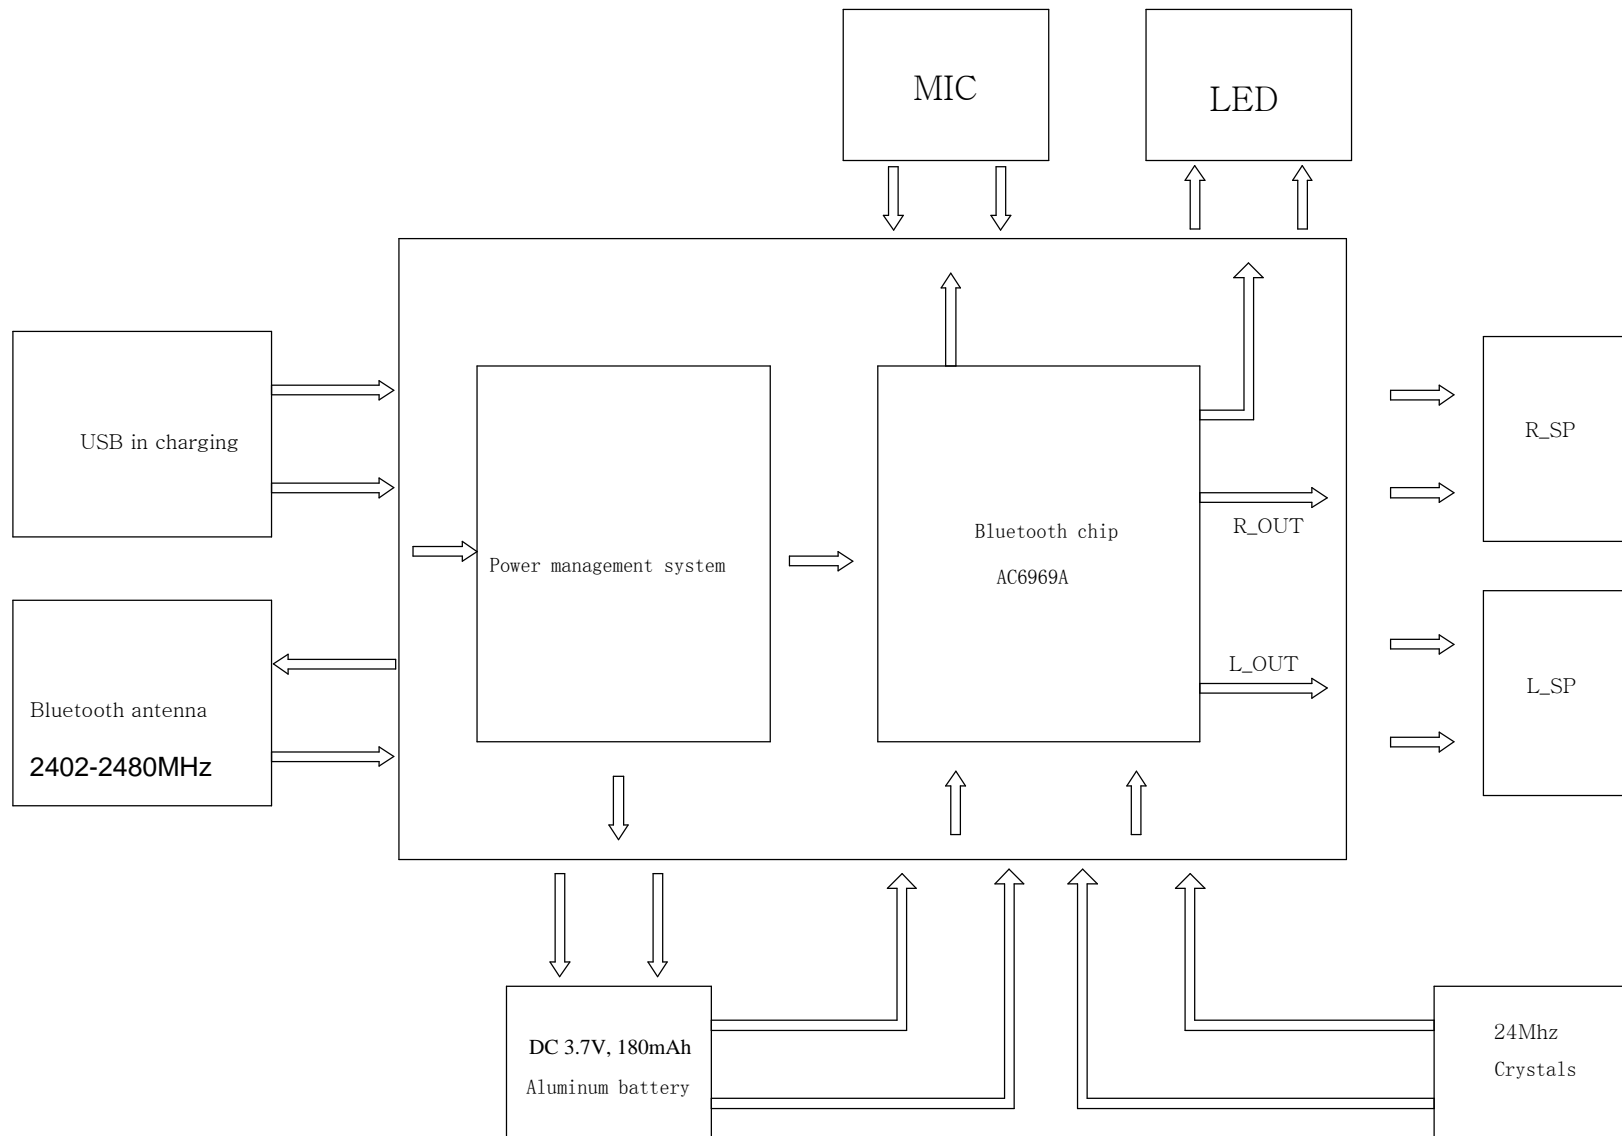 MIC
LED
USB in charging
R_SP
Bluetooth chip
AC6969A
R_OUT
Power management system
L_OUT
L_SP
Bluetooth antenna
2402-2480MHz
DC 3.7V, 180mAh
Aluminum battery
24Mhz
Crystals